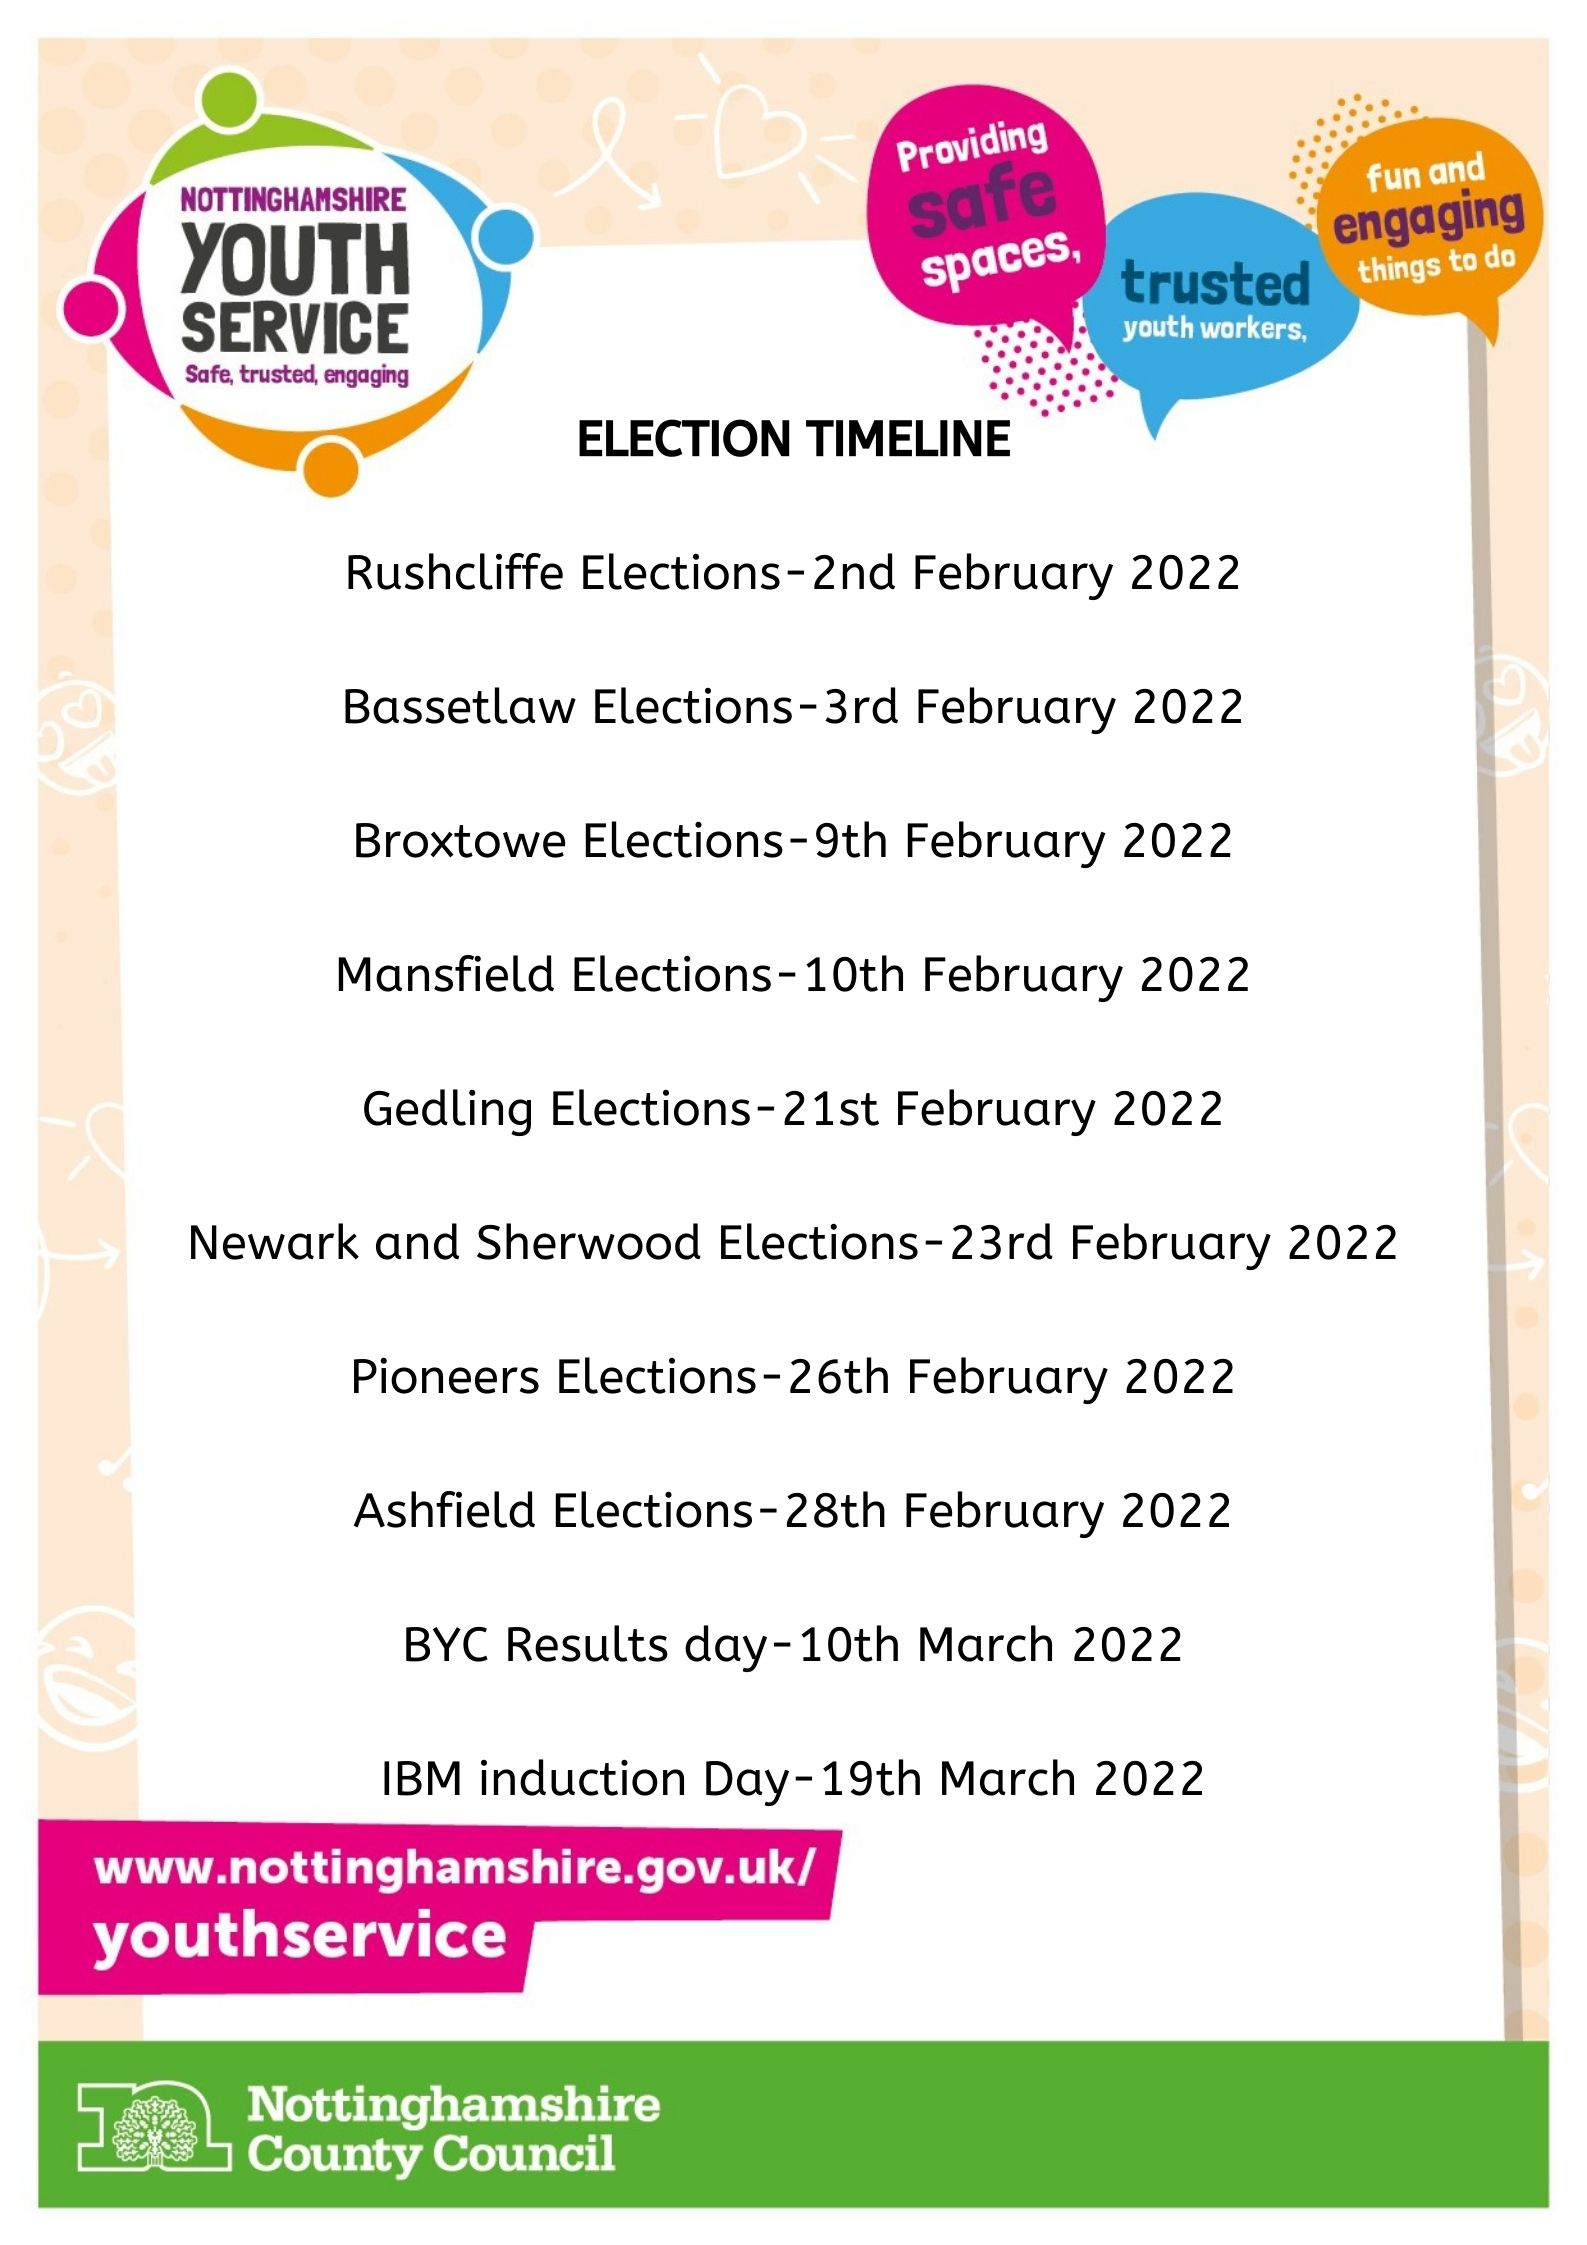 NOTTINGHAMSHIRE
YOUTH
SERVICE
Safe, trusted, engaging
Providing
safe
spaces,
trusted
youth workers,
fun and
engaging
things to do
ELECTION TIMELINE
Rushcliffe Elections-2nd February 2022
Bassetlaw Elections-3rd February 2022
Broxtowe Elections-9th February 2022
Mansfield Elections-10th February 2022
Gedling Elections-21st February 2022
Newark and Sherwood Elections-23rd February 2022
Pioneers Elections-26th February 2022
Ashfield Elections-28th February 2022
BYC Results day-10th March 2022
IBM induction Day-19th March 2022
www.nottinghamshire.gov.uk/
youthservice
Nottinghamshire
County Council